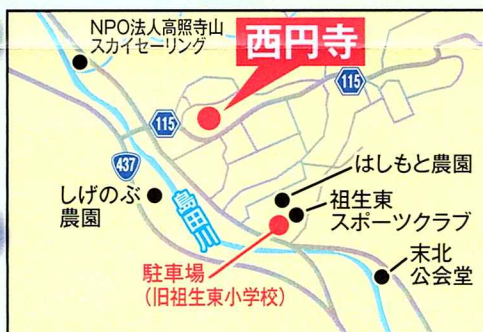 NPO法人高照寺山
スカイセーリング
西円寺
115
115
437
しげのぶ
農園
島田川
はしもと農園
祖生東
スポーツクラブ
駐車場
(旧祖生東小学校)
末北
公会堂